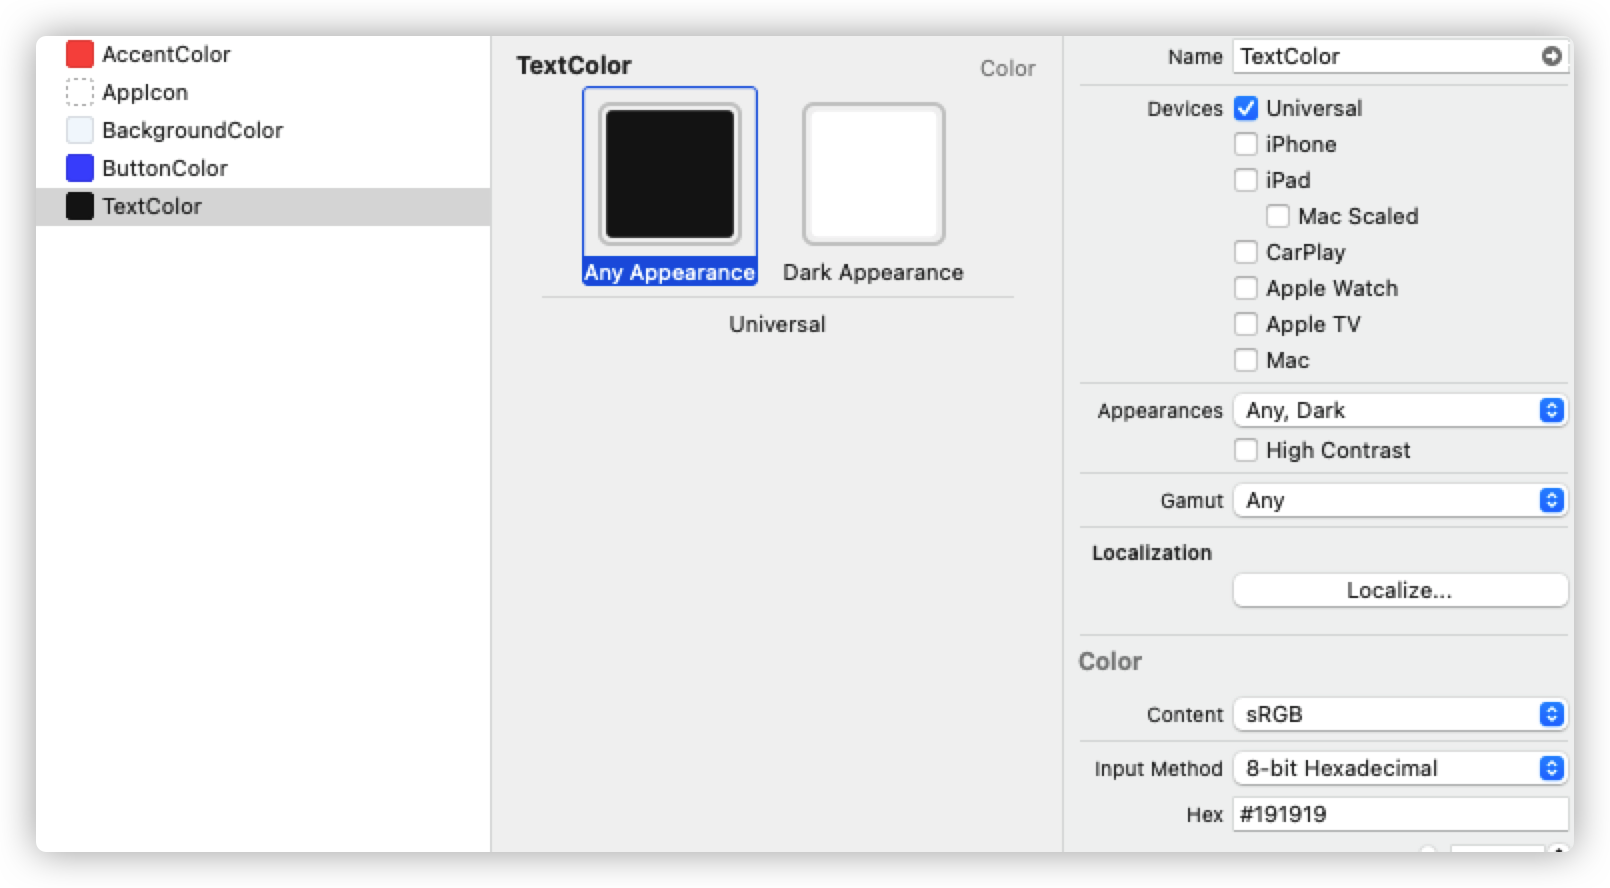 AccentColor
AppIcon
BackgroundColor
ButtonColor
TextColor
TextColor
Color
Any Appearance
Dark Appearance
Universal
Name TextColor
Devices Universal
iPhone
iPad
Mac Scaled
CarPlay
Apple Watch
Apple TV
Mac
Appearances Any, Dark
High Contrast
Gamut Any
Localization
Localize...
Color
Content sRGB
Input Method 8-bit Hexadecimal
Hex #191919